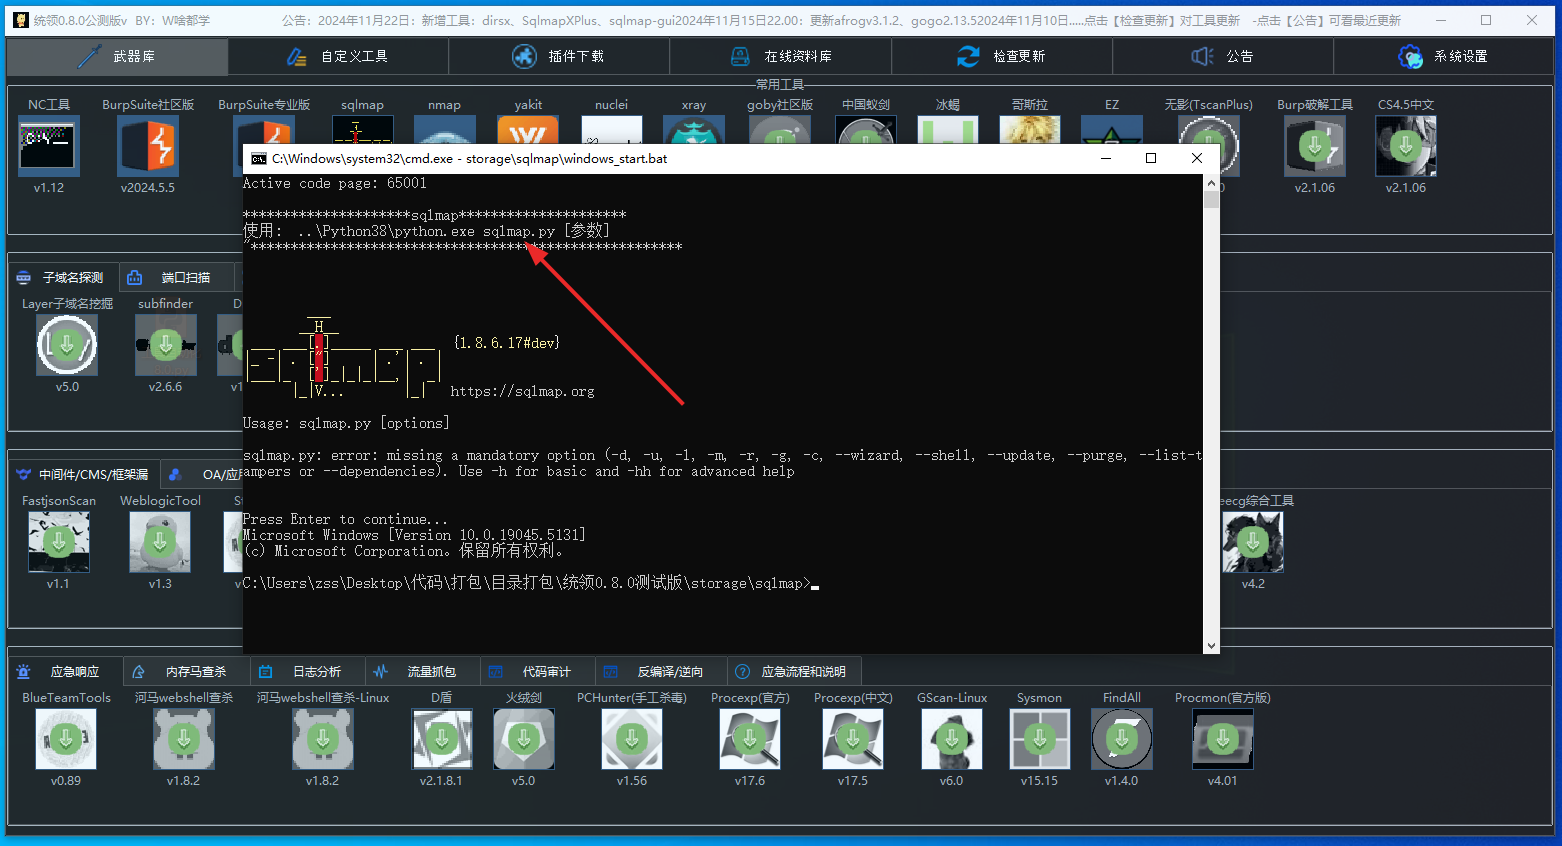 统领0.8.0公测版v BY：W啥都学
公告：2024年11月22日：新增工具：dirsx、SqlmapXPlus、sqlmap-gui2024年11月15日22.00：更新afrogv3.1.2、gogo2.13.52024年11月10日.....点击【检查更新】对工具更新 -点击【公告】可看最近更新
武器库 自定义工具 插件下载 在线资料库 检查更新 公告 系统设置
常用工具
NC工具 BurpSuite社区版 BurpSuite专业版 sqlmap nmap yakit nuclei xray goby社区版 中国蚁剑 冰蝎 哥斯拉 EZ 无影(TscanPlus) Burp破解工具 CS4.5中文
v1.12 v2024.5.5 v2.1.06 v2.1.06
C:\Windows\system32\cmd.exe - storage\sqlmap\windows_start.bat
Active code page: 65001
*********************sqlmap*********************
使用： ..\Python38\python.exe sqlmap.py [参数]
"******************************************************
{1.8.6.17#dev}
https://sqlmap.org
Usage: sqlmap.py [options]
sqlmap.py: error: missing a mandatory option (-d, -u, -l, -m, -r, -g, -c, --wizard, --shell, --update, --purge, --list-t
ampers or --dependencies). Use -h for basic and -hh for advanced help
Press Enter to continue...
Microsoft Windows [Version 10.0.19045.5131]
(c) Microsoft Corporation。保留所有权利。
C:\Users\zss\Desktop\代码\打包\目录打包\统领0.8.0测试版\storage\sqlmap>
子域名探测 端口扫描
Layer子域名挖掘 subfinder
v5.0 v2.6.6
中间件/CMS/框架漏 OA/应
FastjsonScan WeblogicTool eecg综合工具
v1.1 v1.3 v4.2
应急响应 内存马查杀 日志分析 流量抓包 代码审计 反编译/逆向 应急流程和说明
BlueTeamTools 河马webshell查杀 河马webshell查杀-Linux D盾 火绒剑 PCHunter(手工杀毒) Procexp(官方) Procexp(中文) GScan-Linux Sysmon FindAll Procmon(官方版)
v0.89 v1.8.2 v1.8.2 v2.1.8.1 v5.0 v1.56 v17.6 v17.5 v6.0 v15.15 v1.4.0 v4.01